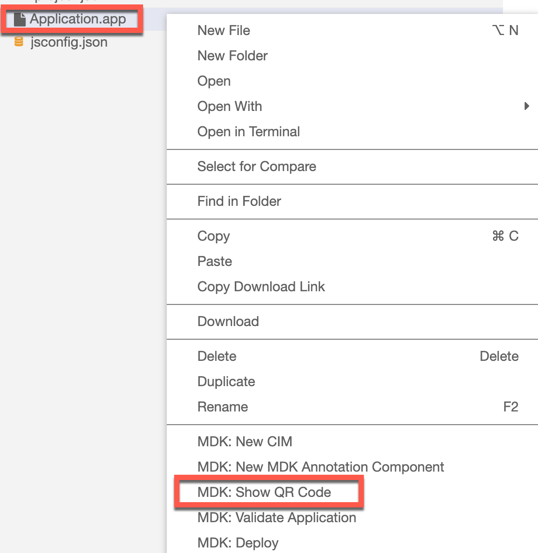 Application.app
jsconfig.json
New File ⌥ N
New Folder
Open
Open With
Open in Terminal
Select for Compare
Find in Folder
Copy ⌘ C
Paste
Copy Download Link
Download
Delete Delete
Duplicate
Rename F2
MDK: New CIM
MDK: New MDK Annotation Component
MDK: Show QR Code
MDK: Validate Application
MDK: Deploy